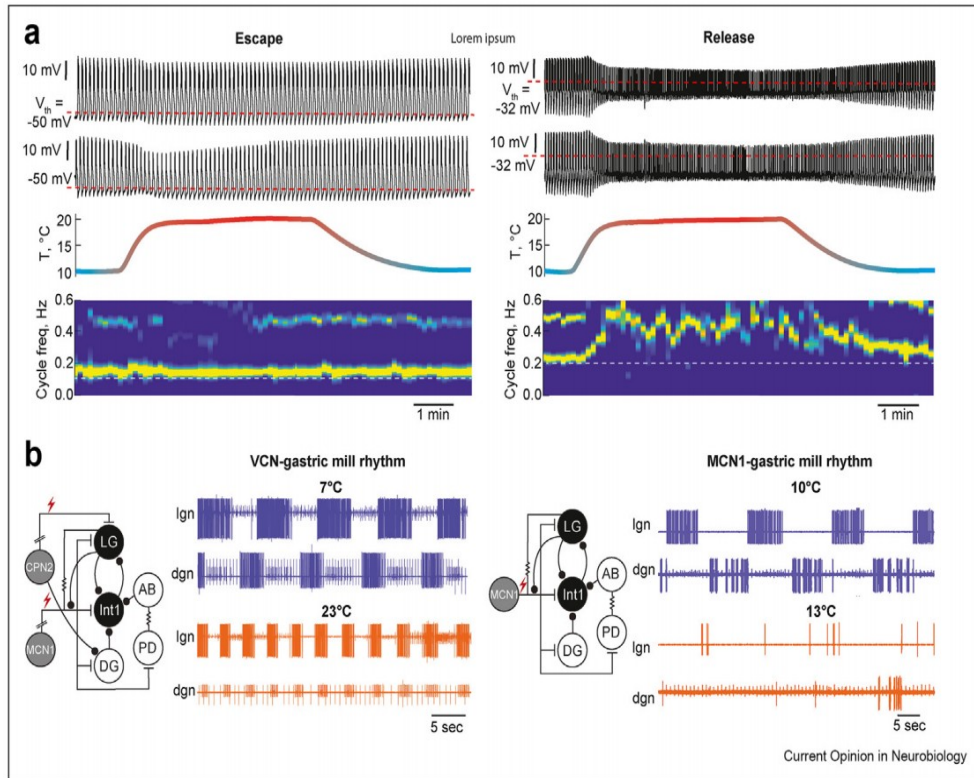 a
Escape Lorem ipsum Release
10 mV
V th =
-50 mV
10 mV
-50 mV
T, °C
20
15
10
Cycle freq, Hz
0.6
0.4
0.2
0.0
1 min
10 mV
V th =
-32 mV
10 mV
-32 mV
T, °C
20
15
10
Cycle freq, Hz
0.6
0.4
0.2
0.0
1 min
b
VCN-gastric mill rhythm
7°C
lgn
dgn
23°C
lgn
dgn
5 sec
LG
CPN2
AB
Int1
MCN1
DG
PD
MCN1-gastric mill rhythm
10°C
lgn
dgn
13°C
lgn
dgn
5 sec
LG
AB
MCN1
Int1
PD
DG
Current Opinion in Neurobiology